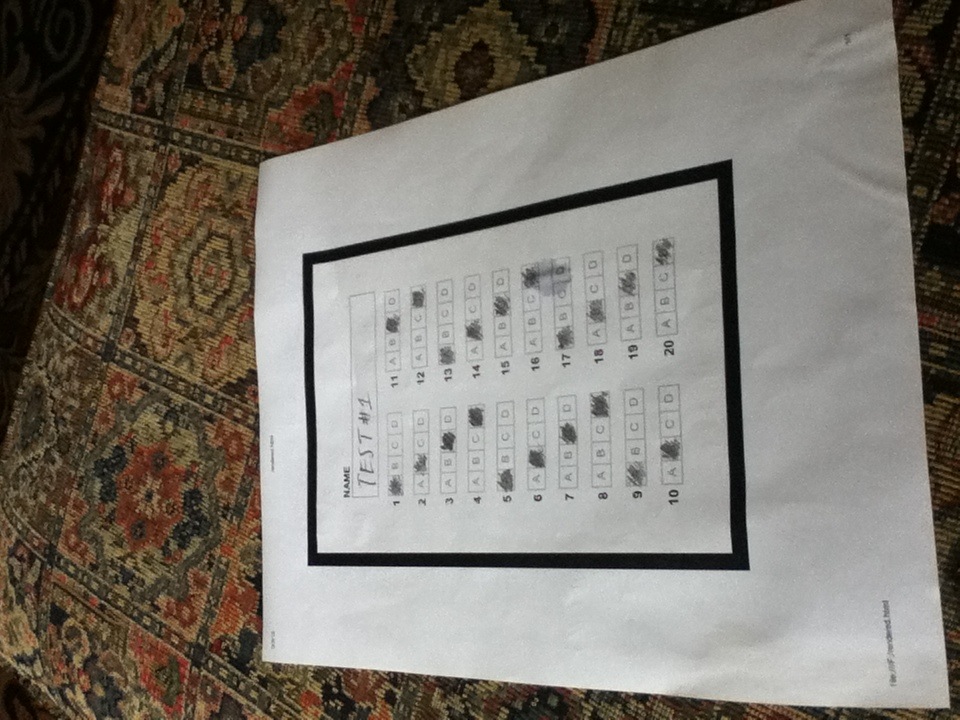 rendered.html
NAME
TEST #1
1 B C D
2 A C D
3 A B D
4 A B C
5 B C D
6 A C D
7 A B D
8 A B C
9 B C D
10 A C D
11 A B D
12 A B C
13 B C D
14 A C D
15 A B D
16 A B C
17 B C D
18 A C D
19 A B D
20 A B C
1/1
file:///F:/rendered.html